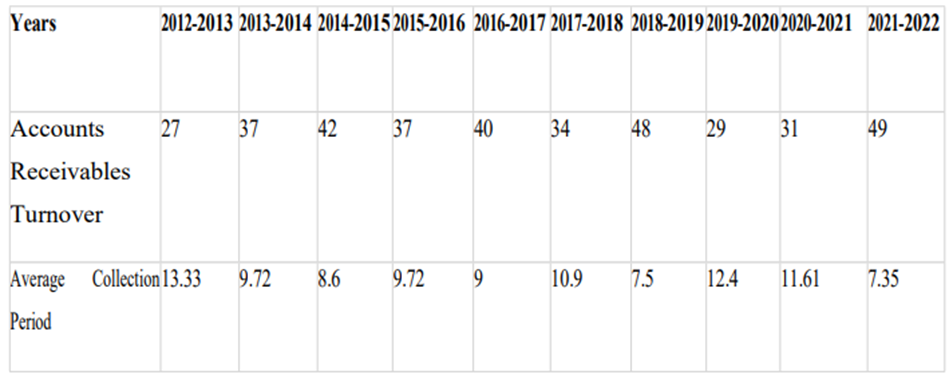 Years 2012-2013 2013-2014 2014-2015 2015-2016 2016-2017 2017-2018 2018-2019 2019-2020 2020-2021 2021-2022
Accounts 27 37 42 37 40 34 48 29 31 49
Receivables
Turnover
Average Collection 13.33 9.72 8.6 9.72 9 10.9 7.5 12.4 11.61 7.35
Period